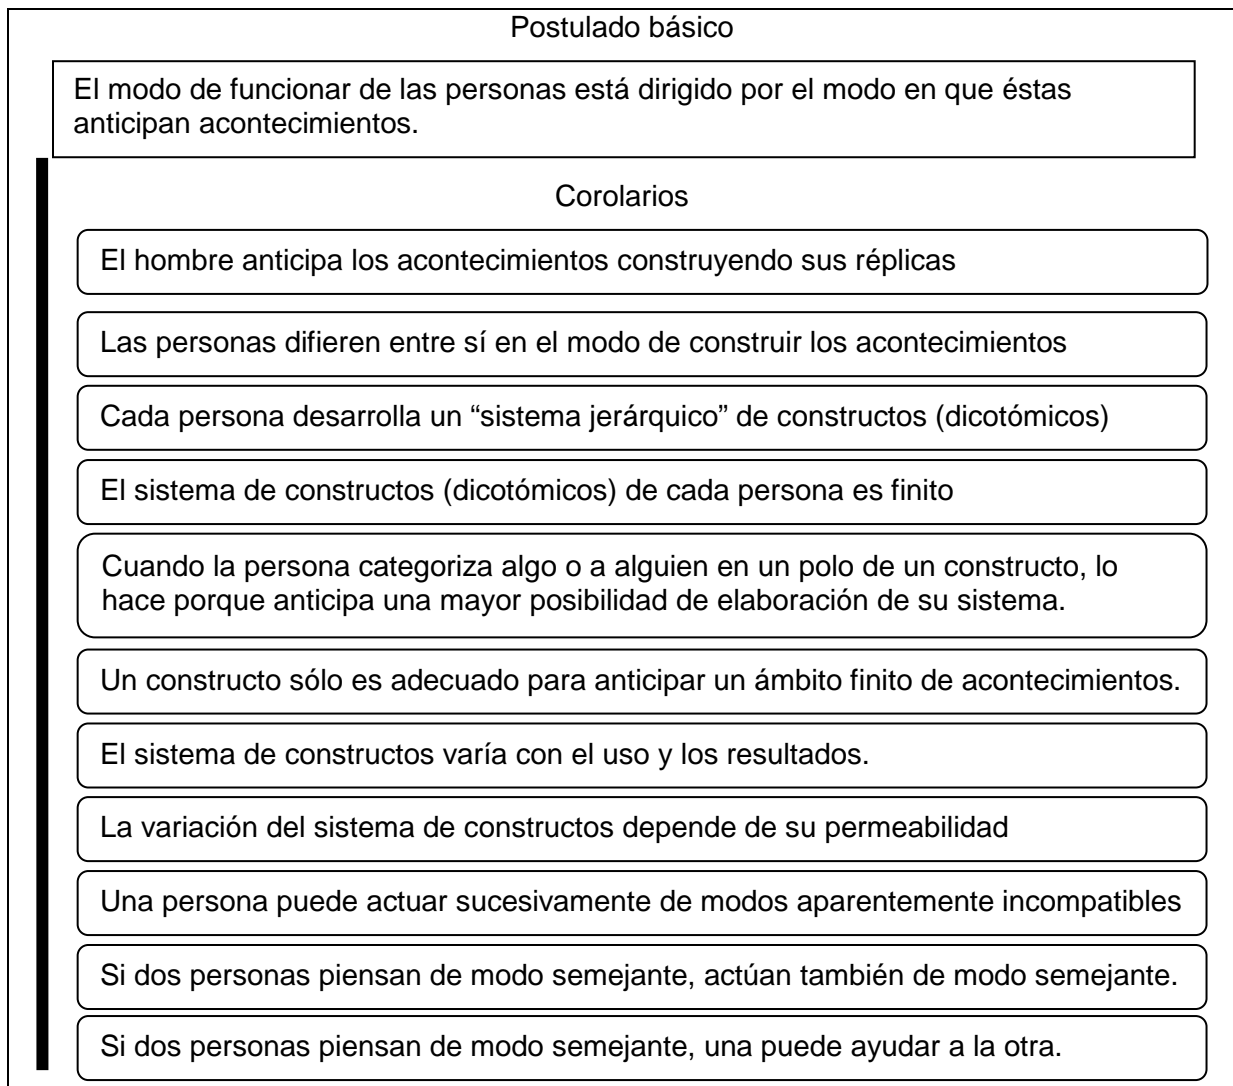 Postulado básico
El modo de funcionar de las personas está dirigido por el modo en que éstas
anticipan acontecimientos.
Corolarios
El hombre anticipa los acontecimientos construyendo sus réplicas
Las personas difieren entre sí en el modo de construir los acontecimientos
Cada persona desarrolla un “sistema jerárquico” de constructos (dicotómicos)
El sistema de constructos (dicotómicos) de cada persona es finito
Cuando la persona categoriza algo o a alguien en un polo de un constructo, lo
hace porque anticipa una mayor posibilidad de elaboración de su sistema.
Un constructo sólo es adecuado para anticipar un ámbito finito de acontecimientos.
El sistema de constructos varía con el uso y los resultados.
La variación del sistema de constructos depende de su permeabilidad
Una persona puede actuar sucesivamente de modos aparentemente incompatibles
Si dos personas piensan de modo semejante, actúan también de modo semejante.
Si dos personas piensan de modo semejante, una puede ayudar a la otra.